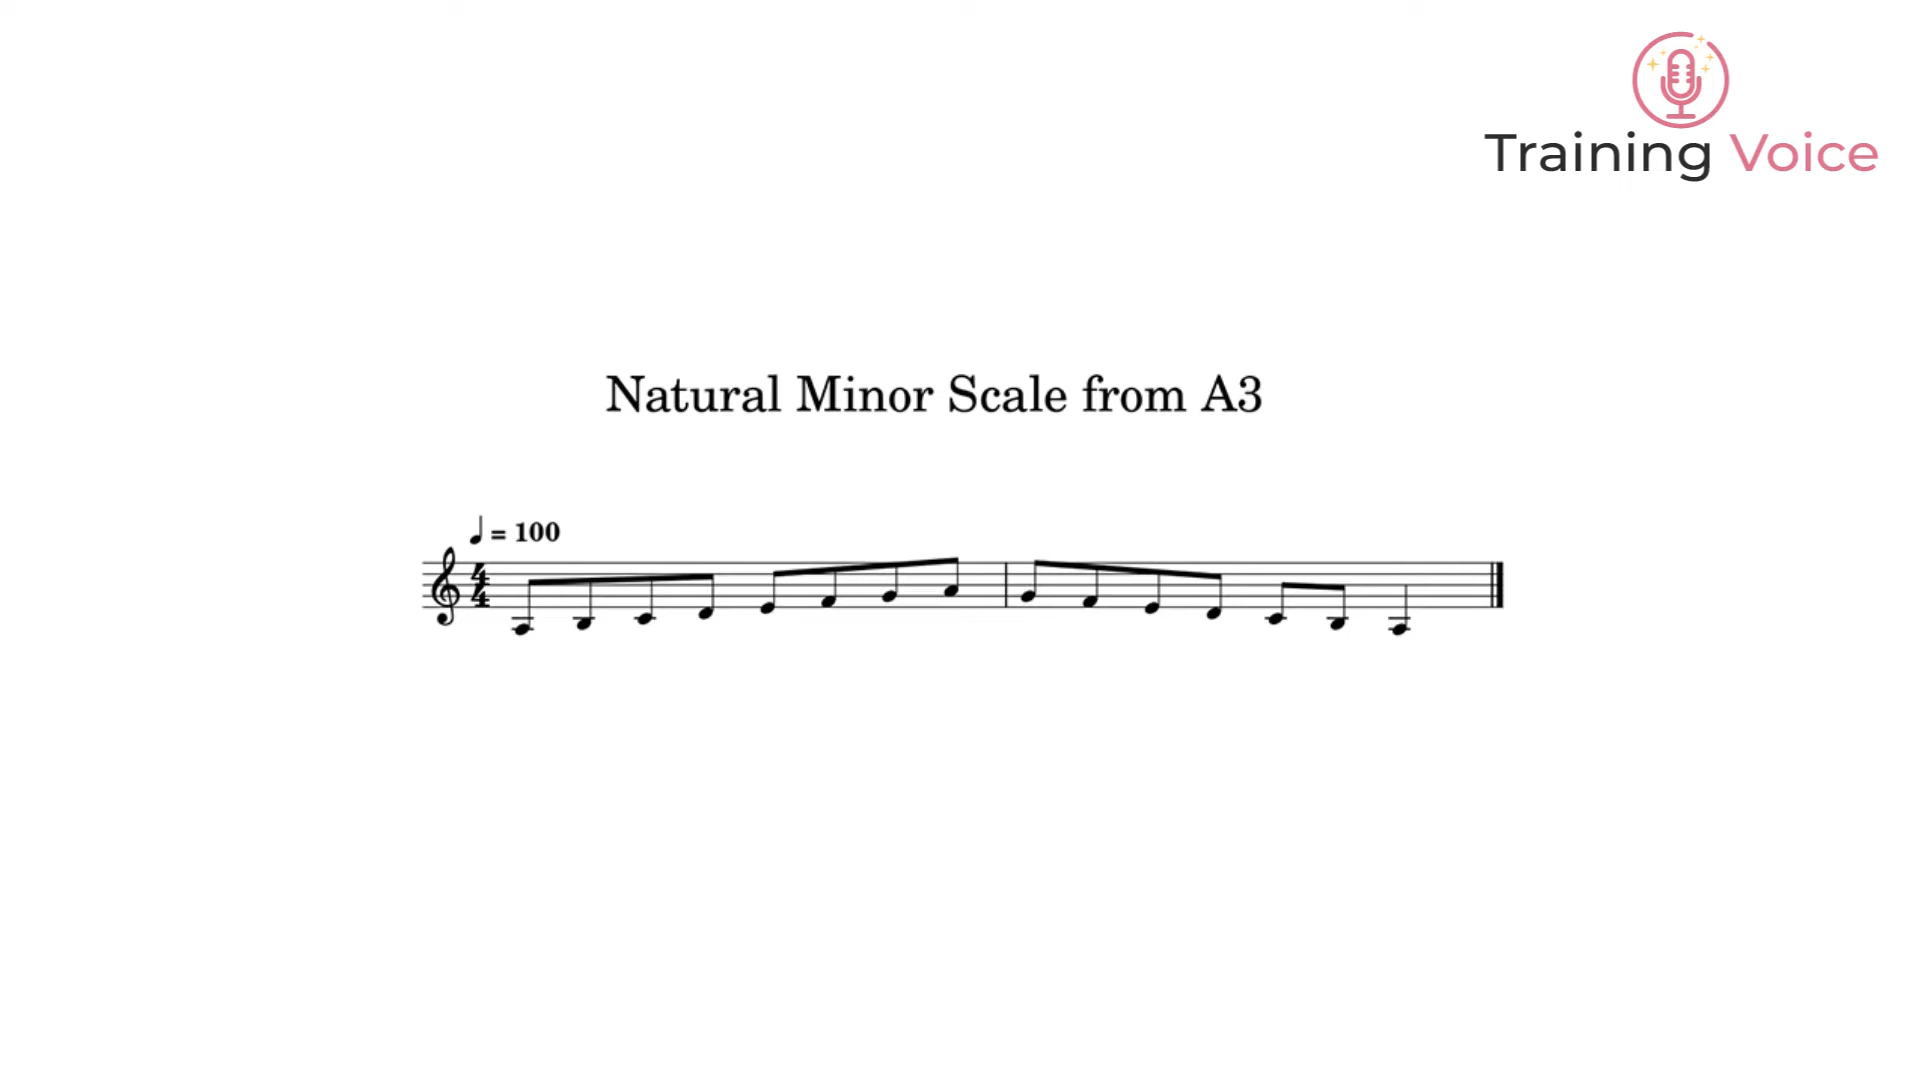 Training Voice
Natural Minor Scale from A3
♩ = 100
4
4